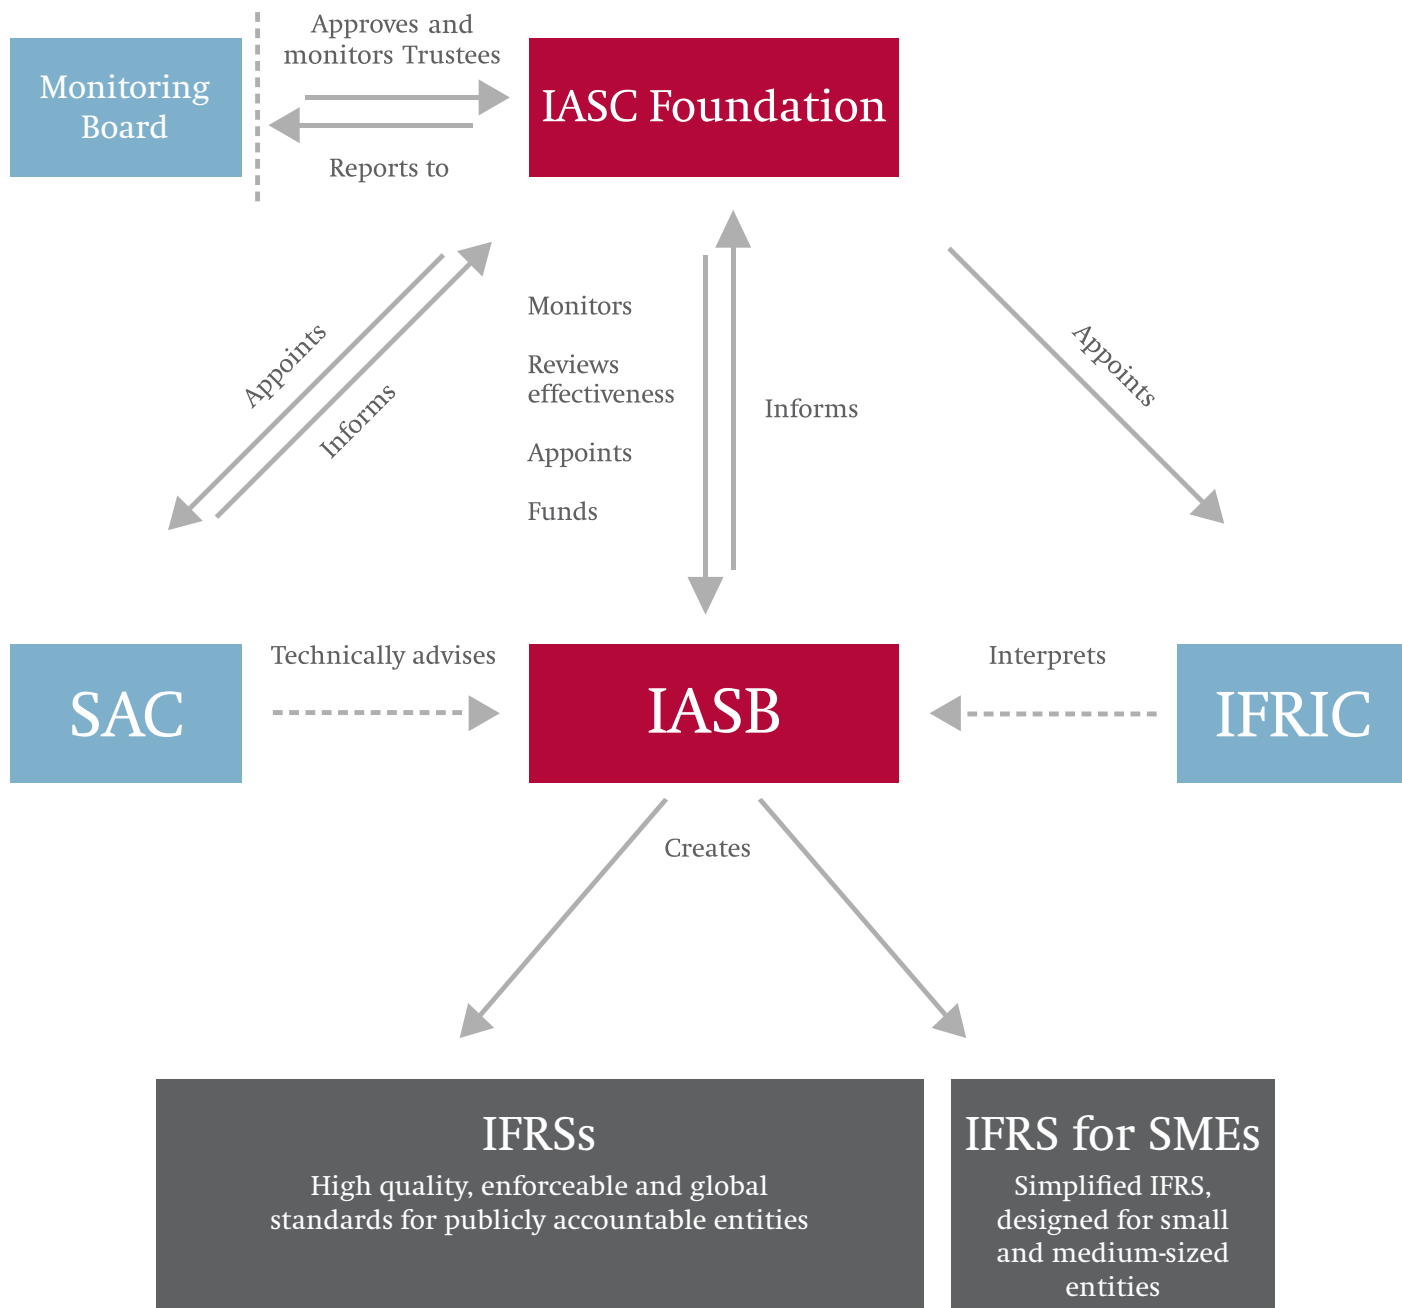 Approves and
monitors Trustees
Monitoring
Board
IASC Foundation
Reports to
Appoints
Informs
Monitors
Reviews
effectiveness
Appoints
Funds
Informs
Appoints
SAC
Technically advises
IASB
Interprets
IFRIC
Creates
IFRSs
High quality, enforceable and global
standards for publicly accountable entities
IFRS for SMEs
Simplified IFRS,
designed for small
and medium-sized
entities